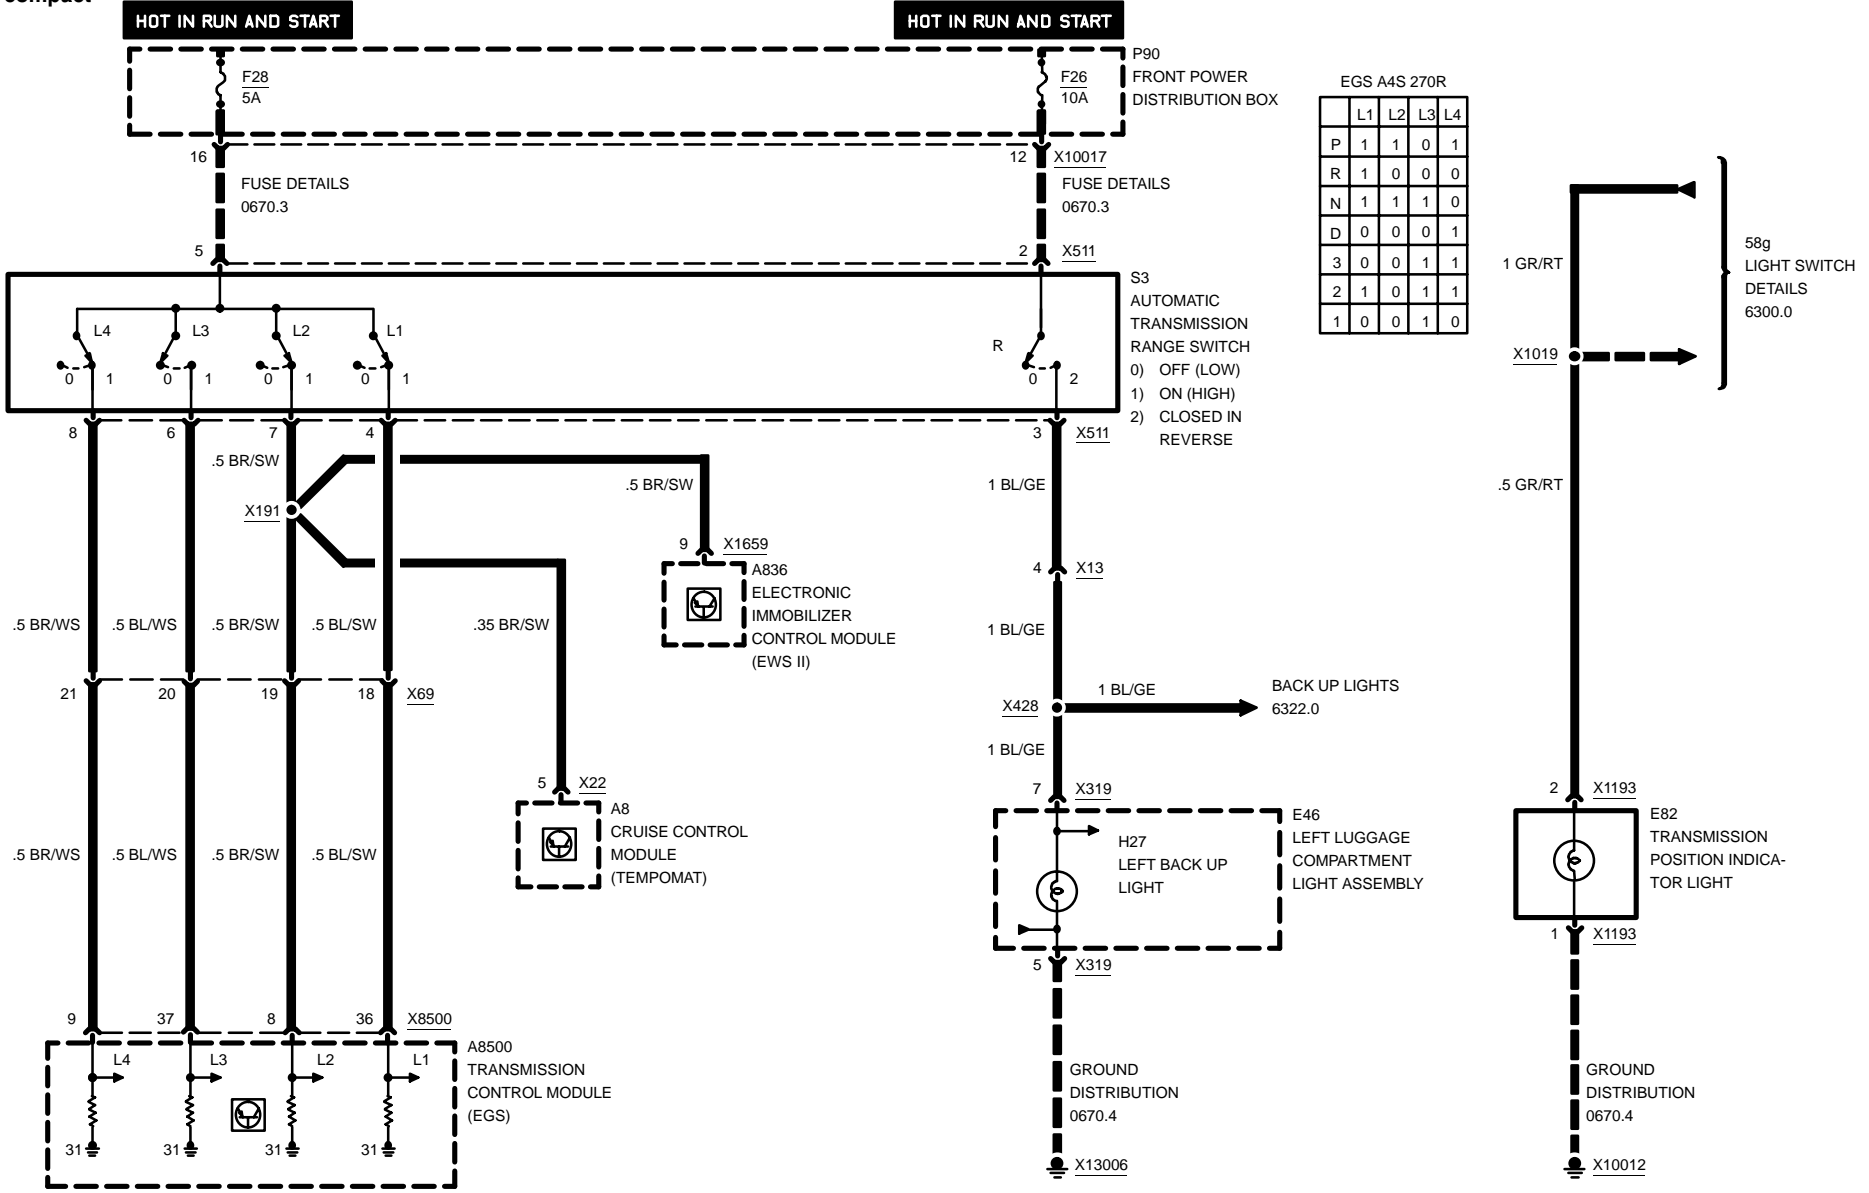 compact
HOT IN RUN AND START
HOT IN RUN AND START
F28
5A
F26
10A
P90
FRONT POWER
DISTRIBUTION BOX
16
12
X10017
FUSE DETAILS
0670.3
FUSE DETAILS
0670.3
5
2
X511
EGS A4S 270R
L1 L2 L3 L4
P 1 1 0 1
R 1 0 0 0
N 1 1 1 0
D 0 0 0 1
3 0 0 1 1
2 1 0 1 1
1 0 0 1 0
58g
LIGHT SWITCH
DETAILS
6300.0
1 GR/RT
X1019
.5 GR/RT
L4
L3
L2
L1
R
0 1
0 1
0 1
0 1
0 2
S3
AUTOMATIC
TRANSMISSION
RANGE SWITCH
0) OFF (LOW)
1) ON (HIGH)
2) CLOSED IN
REVERSE
8
6
7
4
3
X511
.5 BR/SW
.5 BR/SW
X191
1 BL/GE
9
X1659
A836
ELECTRONIC
IMMOBILIZER
CONTROL MODULE
(EWS II)
4
X13
.5 BR/WS
.5 BL/WS
.5 BR/SW
.5 BL/SW
.35 BR/SW
1 BL/GE
21
20
19
18
X69
X428
1 BL/GE
BACK UP LIGHTS
6322.0
1 BL/GE
5
X22
A8
CRUISE CONTROL
MODULE
(TEMPOMAT)
7
X319
E46
LEFT LUGGAGE
COMPARTMENT
LIGHT ASSEMBLY
H27
LEFT BACK UP
LIGHT
2
X1193
E82
TRANSMISSION
POSITION INDICA-
TOR LIGHT
.5 BR/WS
.5 BL/WS
.5 BR/SW
.5 BL/SW
5
X319
1
X1193
9
37
8
36
X8500
A8500
TRANSMISSION
CONTROL MODULE
(EGS)
L4
L3
L2
L1
31
31
31
31
GROUND
DISTRIBUTION
0670.4
X13006
GROUND
DISTRIBUTION
0670.4
X10012